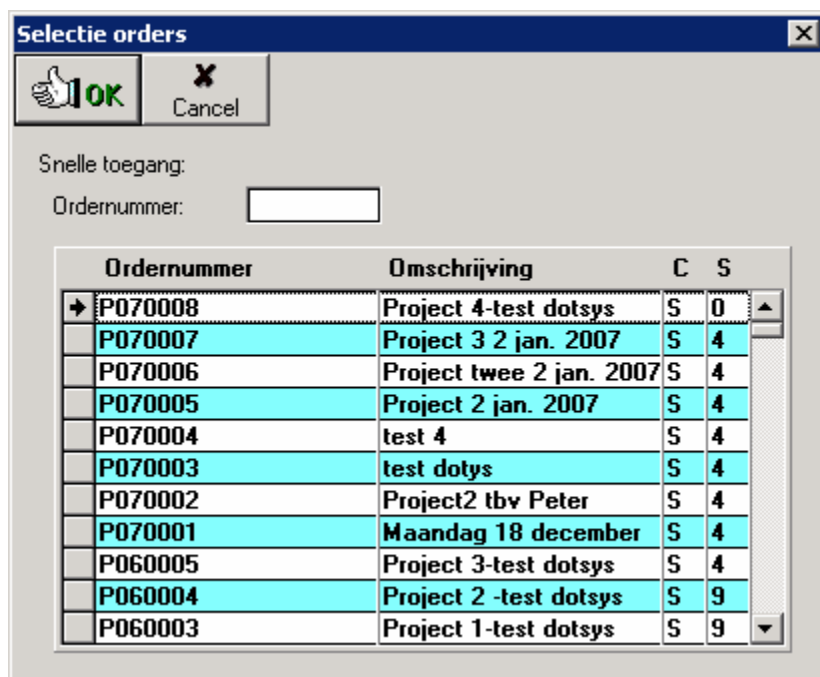 Selectie orders
OK
Cancel
Snelle toegang:
Ordernummer:
Ordernummer Omschrijving C S
P070008 Project 4-test dotsys S 0
P070007 Project 3 2 jan. 2007 S 4
P070006 Project twee 2 jan. 2007 S 4
P070005 Project 2 jan. 2007 S 4
P070004 test 4 S 4
P070003 test dotys S 4
P070002 Project2 tbv Peter S 4
P070001 Maandag 18 december S 4
P060005 Project 3-test dotsys S 4
P060004 Project 2 -test dotsys S 9
P060003 Project 1-test dotsys S 9